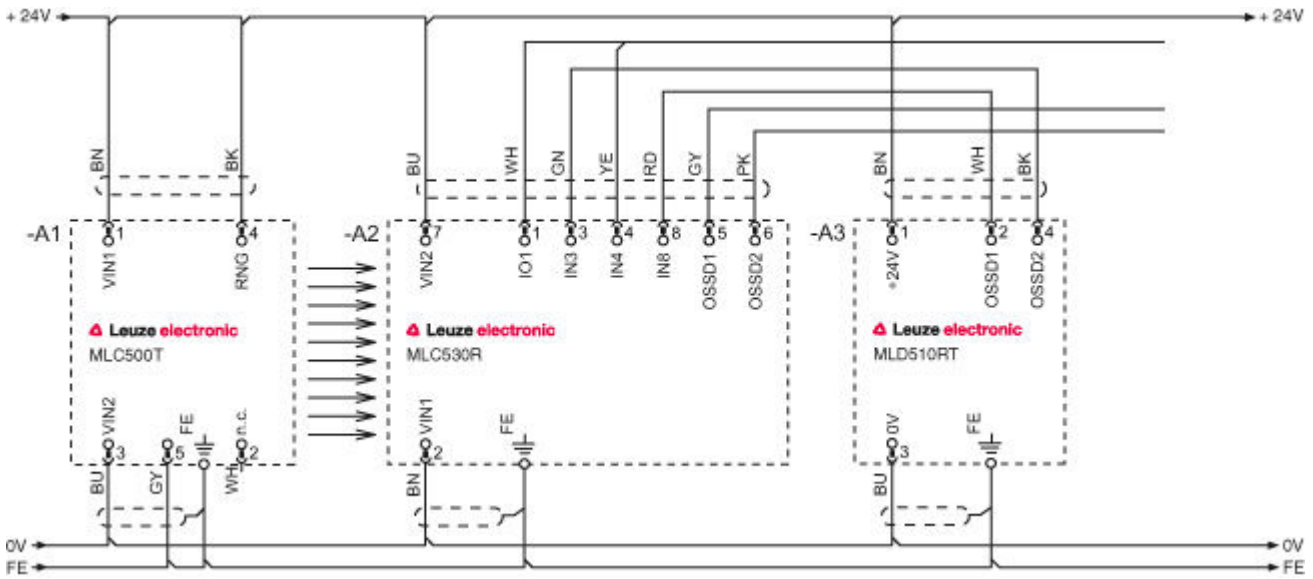 + 24V
+ 24V
BN
BK
BU
WH
GN
YE
RD
GY
PK
BN
WH
BK
-A1
1
4
-A2
7
1
3
4
8
5
6
-A3
1
2
4
VIN1
RNG
VIN2
IO1
IN3
IN4
IN8
OSSD1
OSSD2
+24V
OSSD1
OSSD2
Leuze electronic
MLC500T
Leuze electronic
MLC530R
Leuze electronic
MLD510RT
VIN2
FE
n.c.
VIN1
FE
0V
FE
3
5
2
2
3
BU
GY
WH
BN
BU
0V
0V
FE
FE